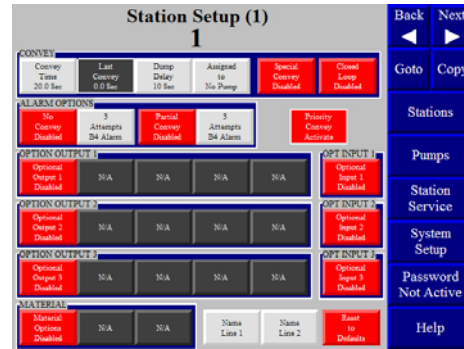 Station Setup (1)
1
Back Next
Goto Copy
Stations
Pumps
Station
Service
System
Setup
Password
Not Active
Help
CONVEY
Convey
Time
20.0 Sec
Last
Convey
0.0 Sec
Dump
Delay
10 Sec
Assigned
to
No Pump
Special
Convey
Disabled
Closed
Loop
Disabled
ALARM OPTIONS
No
Convey
Disabled
3
Attempts
B4 Alarm
Partial
Convey
Disabled
3
Attempts
B4 Alarm
Priority
Convey
Activate
OPTION OUTPUT 1
Optional
Output 1
Disabled
N/A
N/A
N/A
N/A
OPT INPUT 1
Optional
Input 1
Disabled
OPTION OUTPUT 2
Optional
Output 2
Disabled
N/A
N/A
N/A
N/A
OPT INPUT 2
Optional
Input 2
Disabled
OPTION OUTPUT 3
Optional
Output 3
Disabled
N/A
N/A
N/A
N/A
OPT INPUT 3
Optional
Input 3
Disabled
MATERIAL
Material
Options
Disabled
N/A
N/A
Name
Line 1
Name
Line 2
Reset
to
Defaults